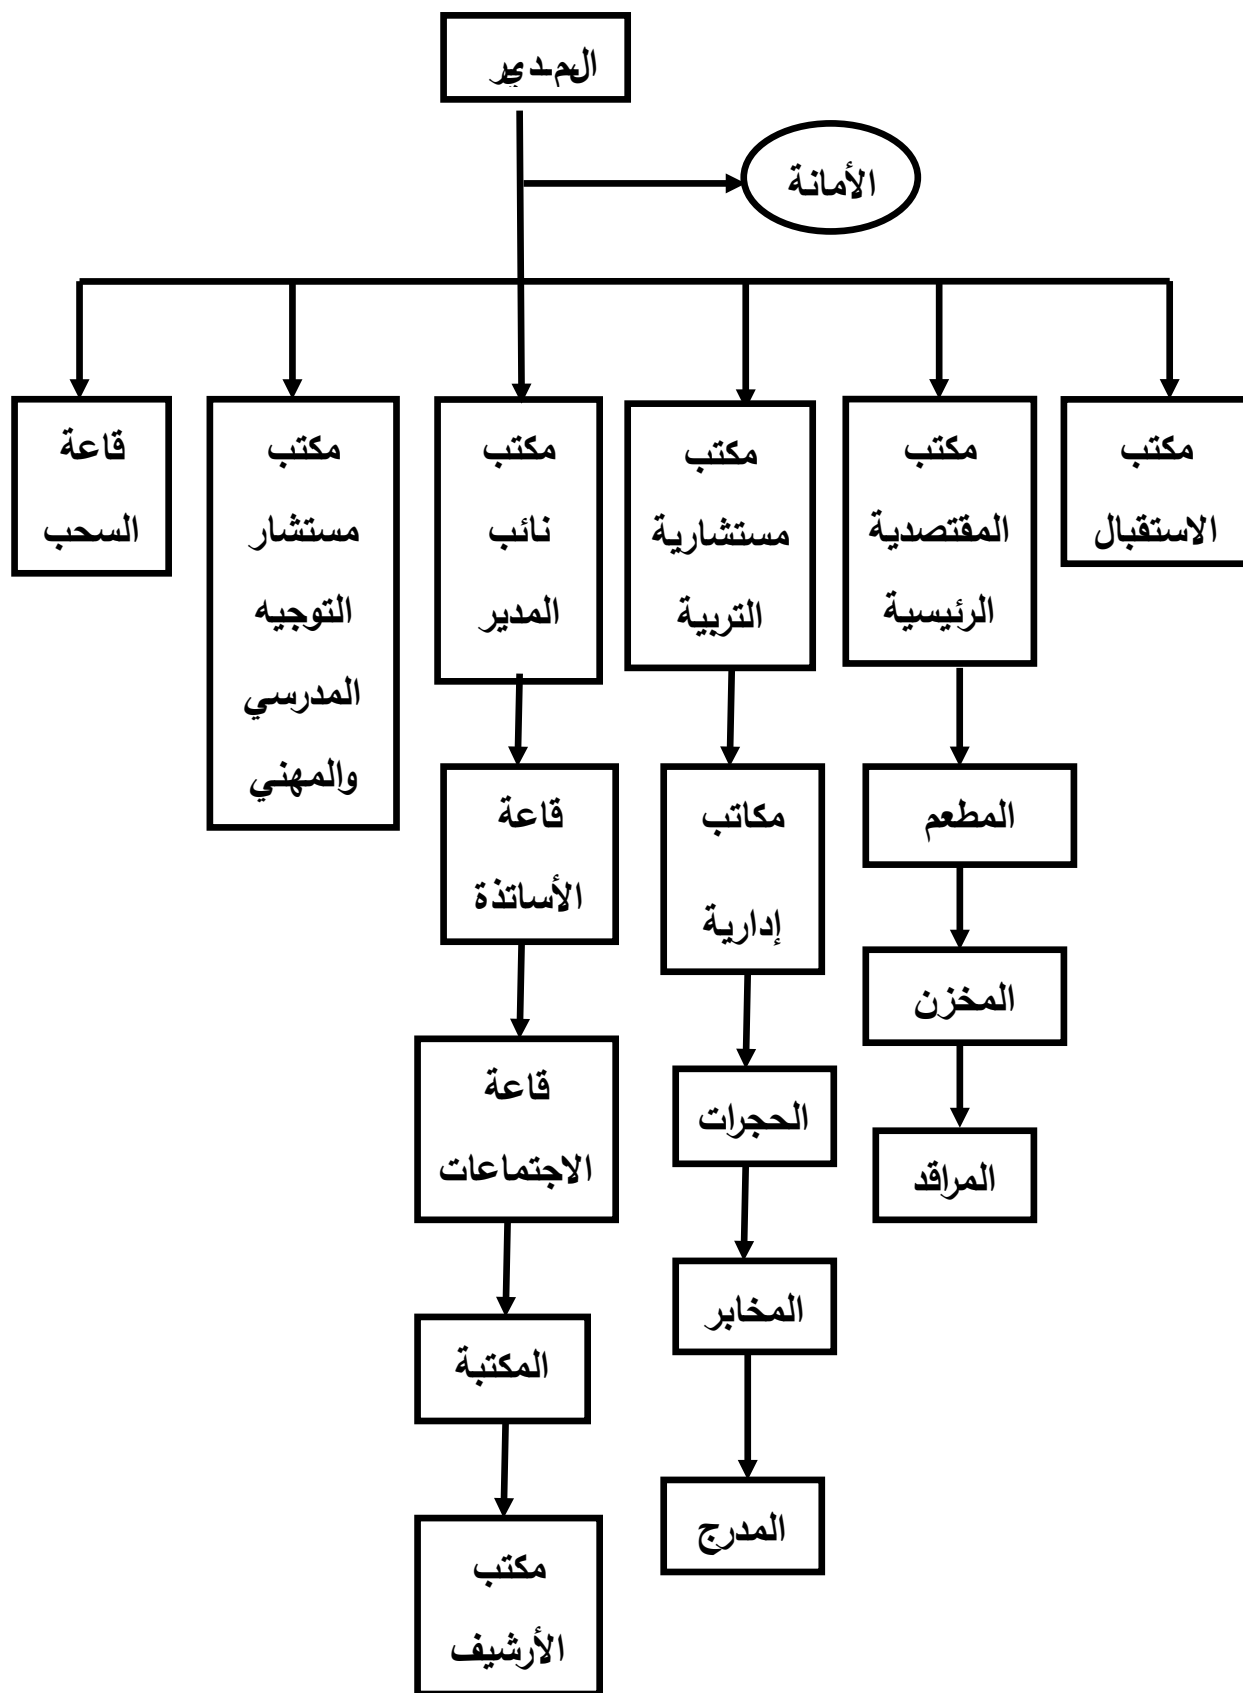 المدير
الأمانة
مكتب
الاستقبال
مكتب
المقتصدية
الرئيسية
مكتب
مستشارية
التربية
مكتب
نائب
المدير
مكتب
مستشار
التوجيه
المدرسي
والمهني
قاعة
السحب
المطعم
مكاتب
إدارية
قاعة
الأساتذة
المخزن
الحجرات
قاعة
الاجتماعات
المراقد
المخابر
المكتبة
المدرج
مكتب
الأرشيف